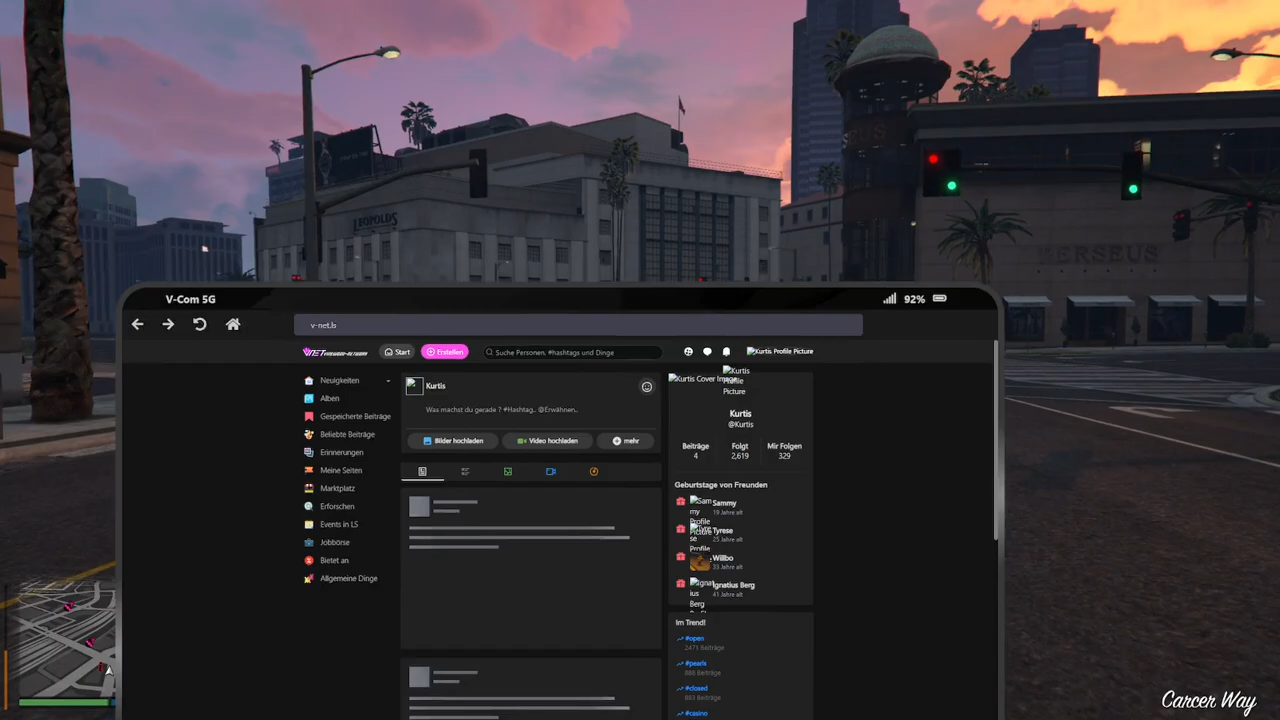 LEOPOLDS
PERSEUS
V-Com 5G
92%
v-net.ls
VNET
Start
Erstellen
Suche Personen, #hashtags und Dinge
Kurtis Profile Picture
Neuigkeiten
Alben
Gespeicherte Beiträge
Beliebte Beiträge
Erinnerungen
Meine Seiten
Marktplatz
Erforschen
Events in LS
Jobbörse
Bietet an
Allgemeine Dinge
Kurtis
Was machst du gerade ? #Hashtag.. @Erwähnen..
Bilder hochladen
Video hochladen
mehr
Kurtis Cover Image
Kurtis
Profile
Picture
Kurtis
@Kurtis
Beiträge
4
Folgt
2,619
Mir Folgen
329
Geburtstage von Freunden
Sammy
19 Jahre alt
Tyrese
25 Jahre alt
Willbo
33 Jahre alt
Ignatius Berg
41 Jahre alt
Im Trend!
#open
2471 Beiträge
#pearls
888 Beiträge
#closed
883 Beiträge
#casino
Carcer Way